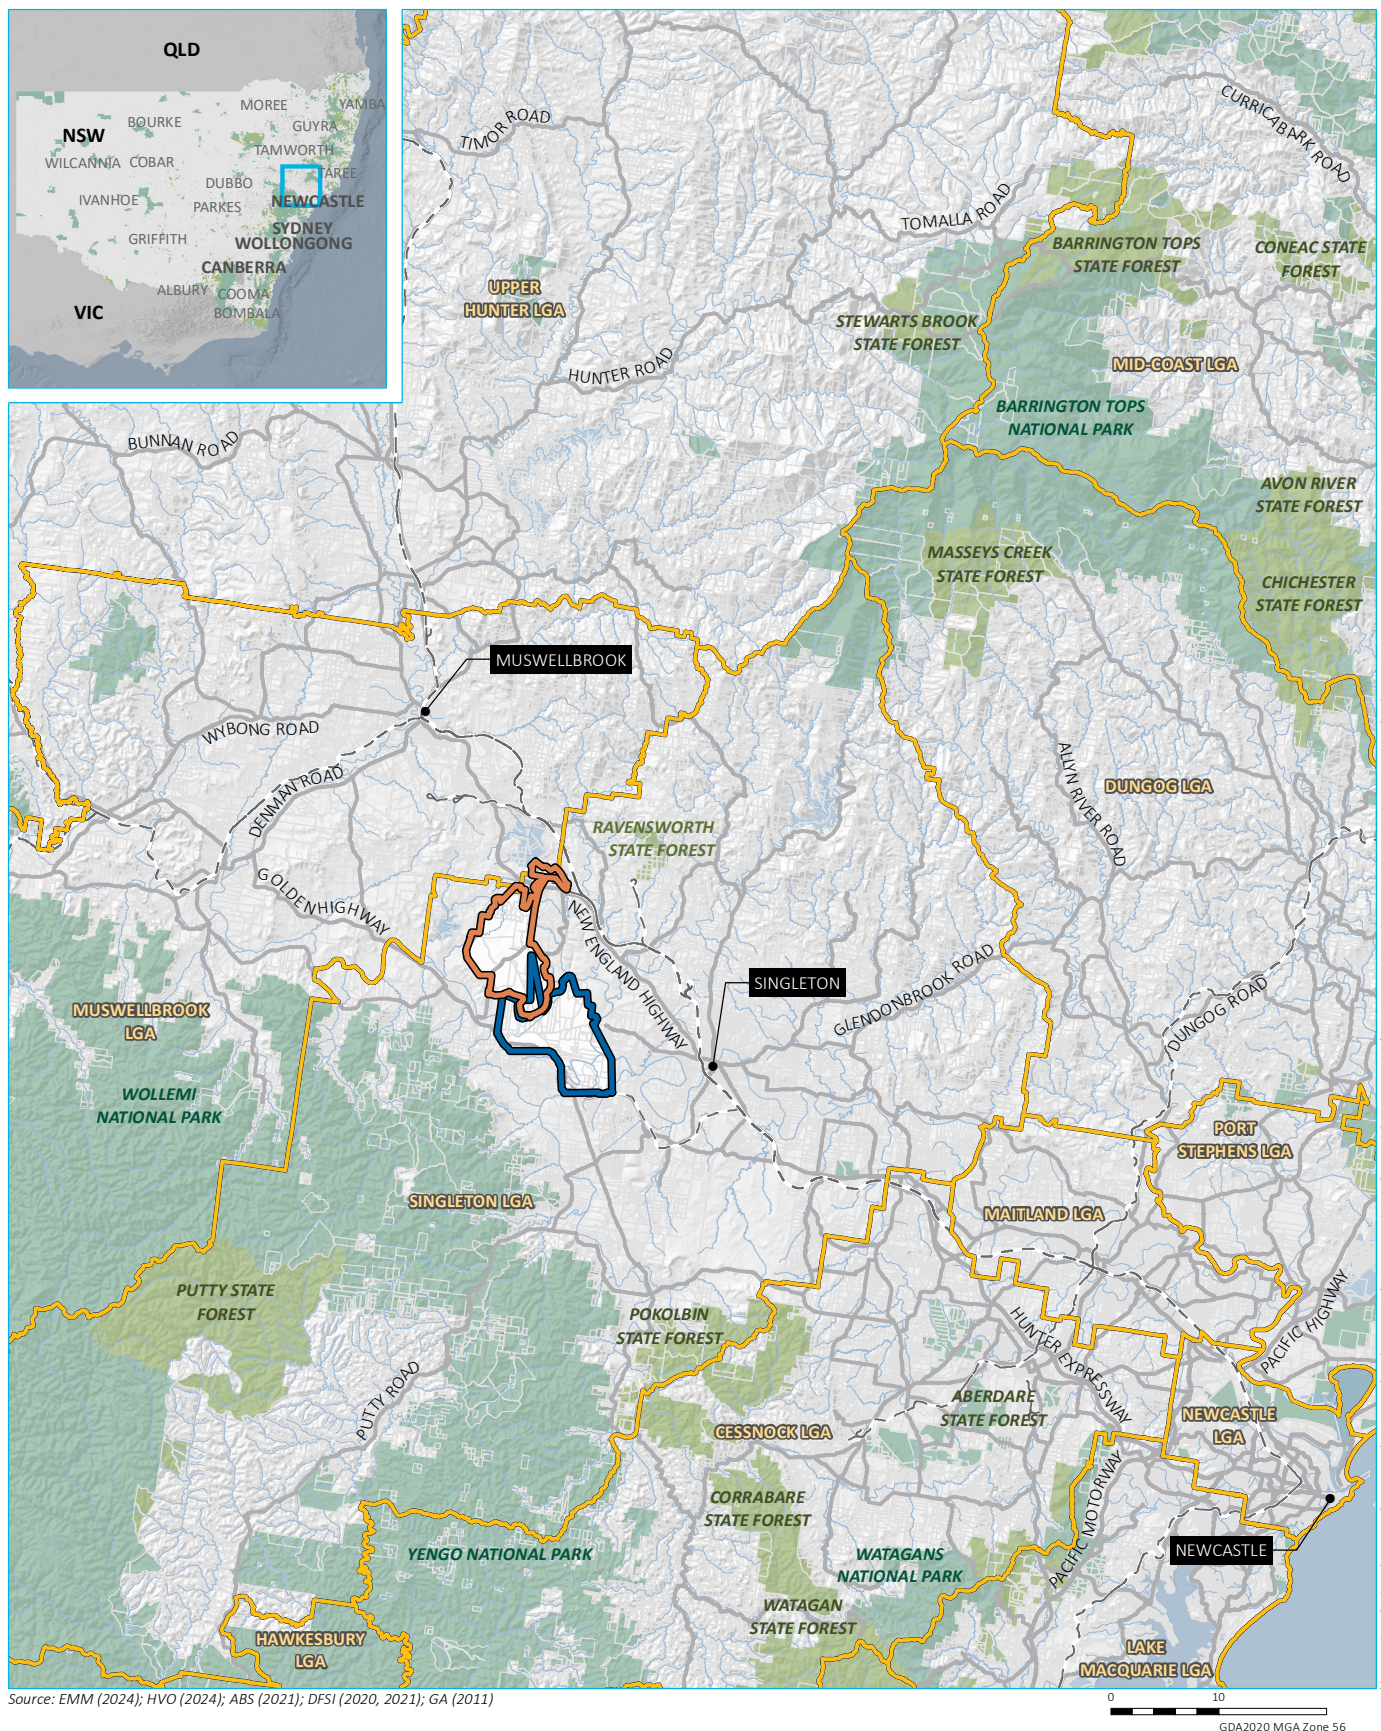 QLD
MOREE
YAMBA
BOURKE
GUYRA
NSW
TAMWORTH
WILCANNIA
COBAR
TAREE
DUBBO
IVANHOE
PARKES
NEWCASTLE
SYDNEY
GRIFFITH
WOLLONGONG
CANBERRA
ALBURY
COOMA
BOMBALA
VIC
TIMOR ROAD
CURRICABARK ROAD
TOMALLA ROAD
BARRINGTON TOPS
STATE FOREST
CONEAC STATE
FOREST
UPPER
HUNTER LGA
STEWARTS BROOK
STATE FOREST
HUNTER ROAD
MID-COAST LGA
BARRINGTON TOPS
NATIONAL PARK
BUNNAN ROAD
AVON RIVER
STATE FOREST
MASSEYS CREEK
STATE FOREST
CHICHESTER
STATE FOREST
MUSWELLBROOK
WYBONG ROAD
DENMAN ROAD
ALLYN RIVER ROAD
DUNGOG LGA
RAVENSWORTH
STATE FOREST
GOLDENHIGHWAY
NEW ENGLAND HIGHWAY
SINGLETON
GLENDONBROOK ROAD
DUNGOG ROAD
MUSWELLBROOK
LGA
WOLLEMI
NATIONAL PARK
PORT
STEPHENS LGA
SINGLETON LGA
MAITLAND LGA
PUTTY STATE
FOREST
POKOLBIN
STATE FOREST
HUNTER EXPRESSWAY
PACIFIC HIGHWAY
PUTTY ROAD
ABERDARE
STATE FOREST
CESSNOCK LGA
NEWCASTLE
LGA
CORRABARE
STATE FOREST
PACIFIC MOTORWAY
YENGO NATIONAL PARK
WATAGANS
NATIONAL PARK
NEWCASTLE
WATAGAN
STATE FOREST
HAWKESBURY
LGA
LAKE
MACQUARIE LGA
Source: EMM (2024); HVO (2024); ABS (2021); DFSI (2020, 2021); GA (2011)
0 10
GDA2020 MGA Zone 56